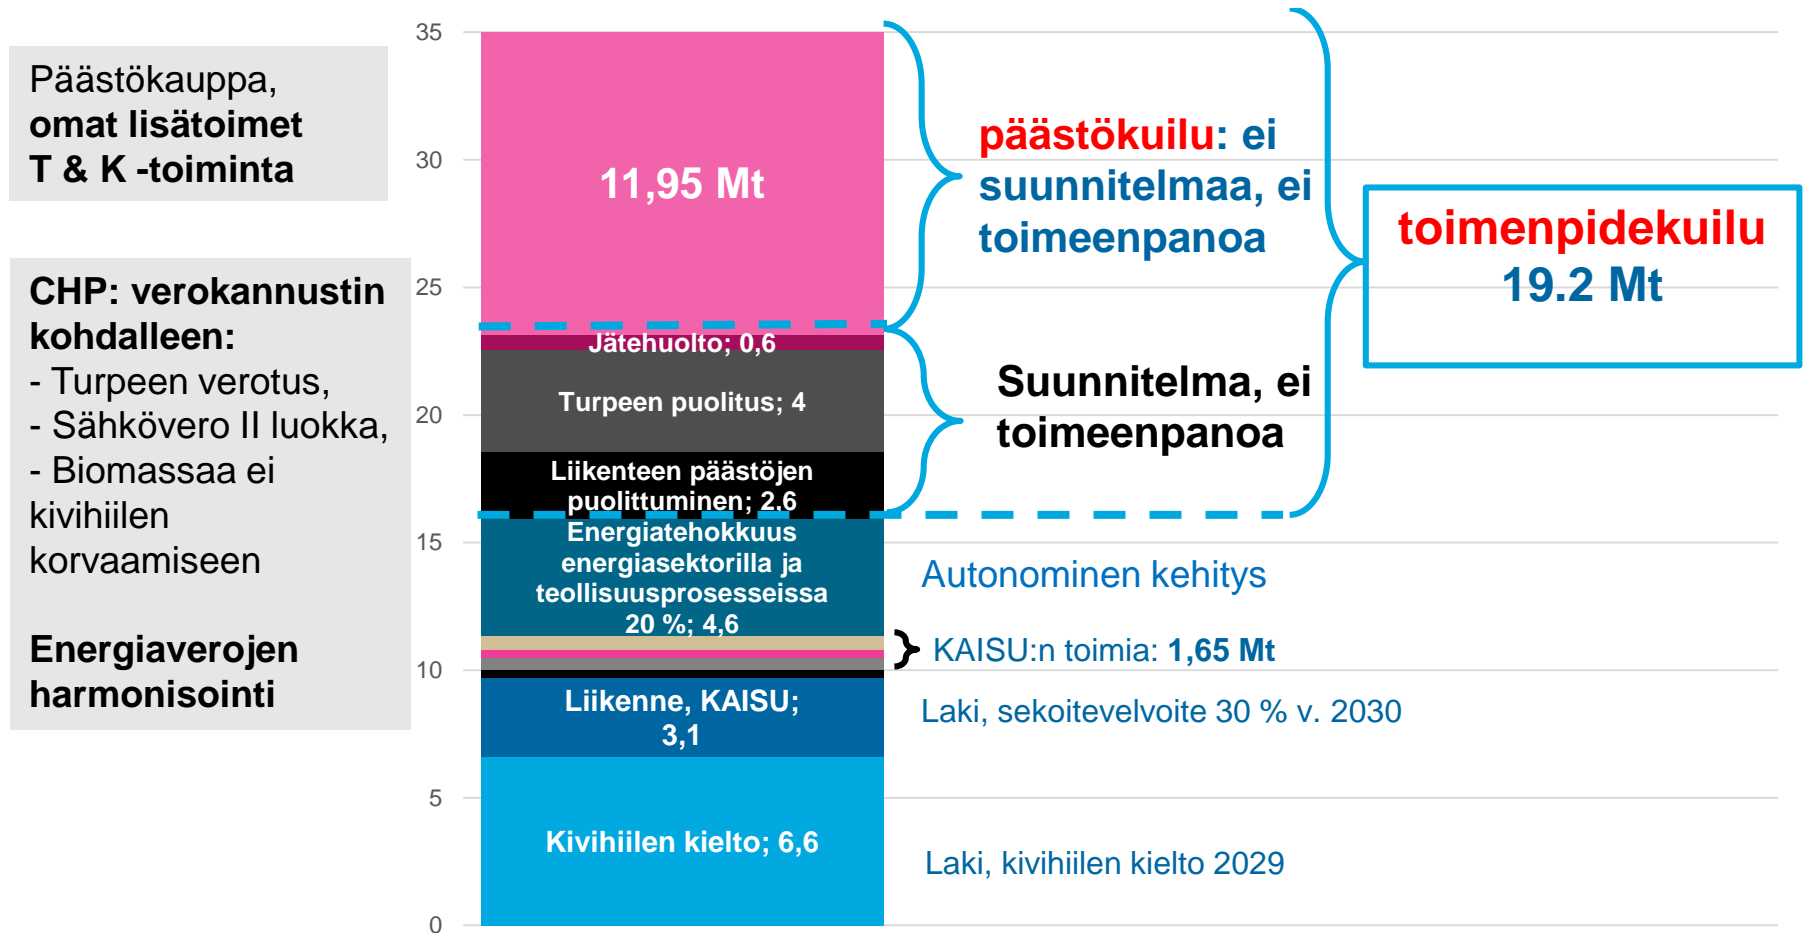 Päästökauppa,
omat lisätoimet
T & K -toiminta
CHP: verokannustin
kohdalleen:
- Turpeen verotus,
- Sähkövero II luokka,
- Biomassaa ei
kivihiilen
korvaamiseen
Energiaverojen
harmonisointi
35
30
25
20
15
10
5
0
11,95 Mt
Jätehuolto; 0,6
Turpeen puolitus; 4
Liikenteen päästöjen
puolittuminen; 2,6
Energiatehokkuus
energiasektorilla ja
teollisuusprosesseissa
20 %; 4,6
Liikenne, KAISU;
3,1
Kivihiilen kielto; 6,6
päästökuilu: ei
suunnitelmaa, ei
toimeenpanoa
Suunnitelma, ei
toimeenpanoa
Autonominen kehitys
KAISU:n toimia: 1,65 Mt
Laki, sekoitevelvoite 30 % v. 2030
Laki, kivihiilen kielto 2029
toimenpidekuilu
19.2 Mt